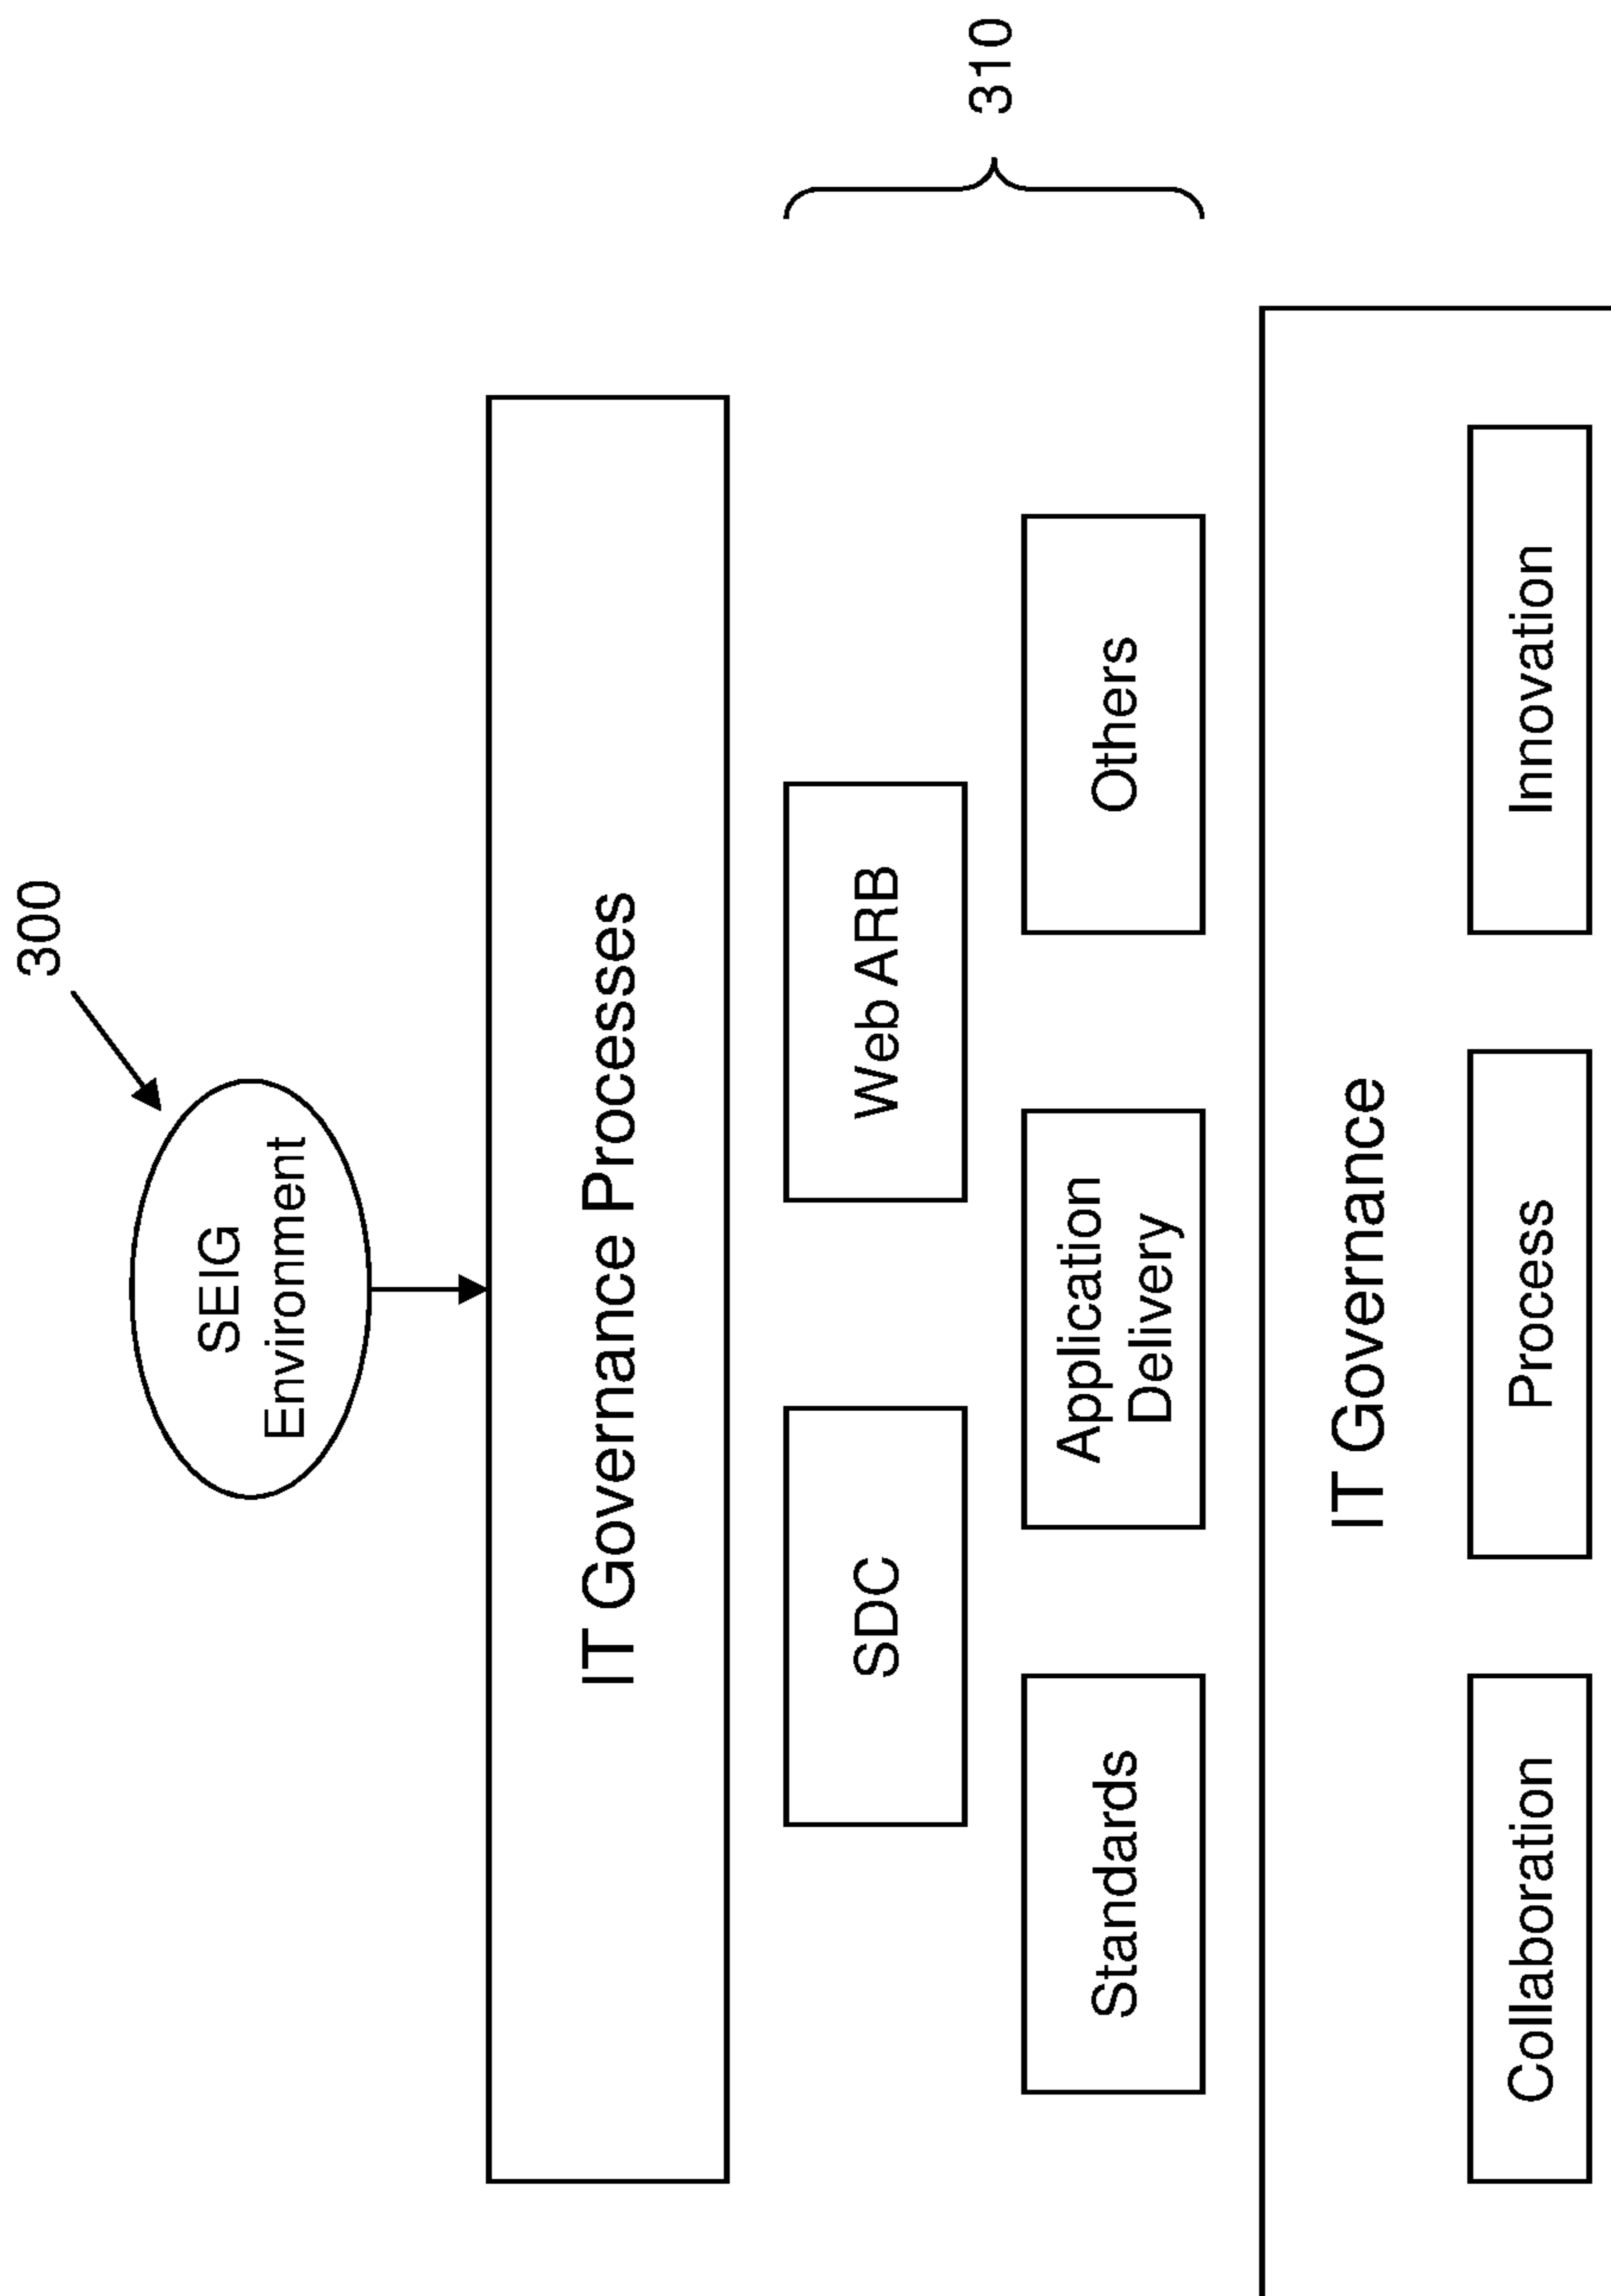 300
SEIG
Environment
IT Governance Processes
SDC
Web ARB
310
Standards
Application
Delivery
Others
IT Governance
Collaboration
Process
Innovation